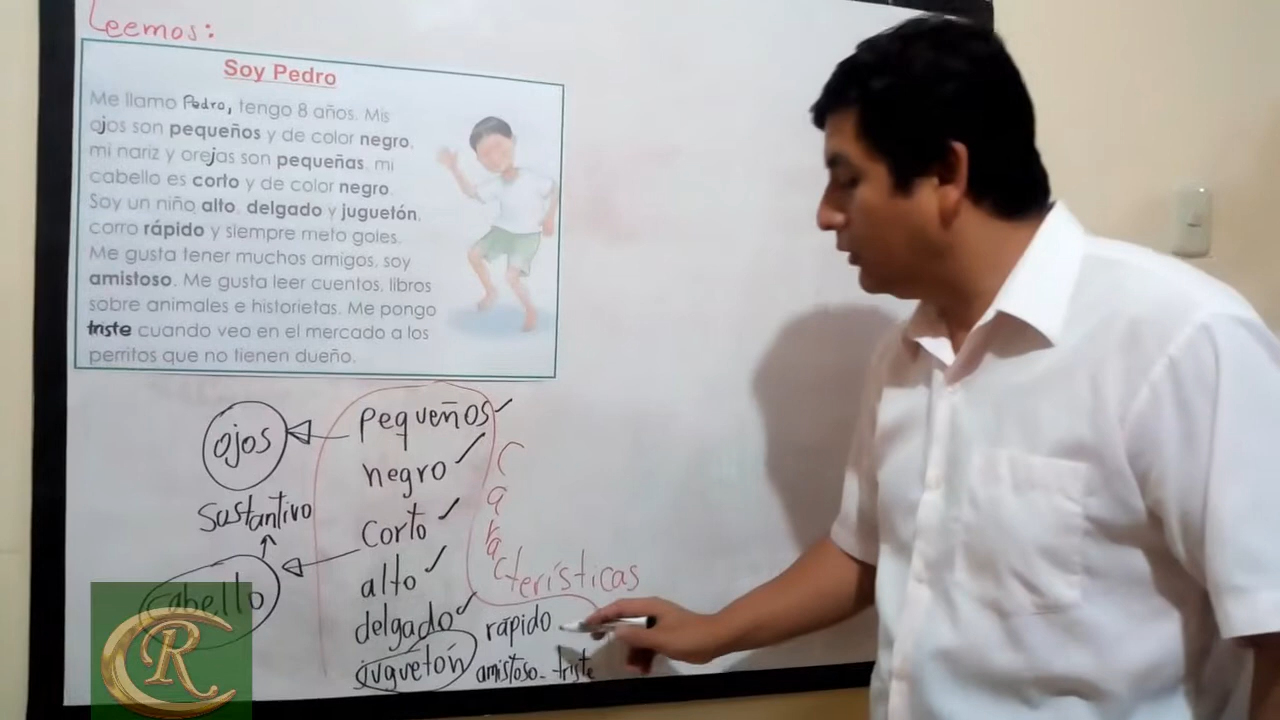 Leemos:
Soy Pedro
Me llamo Pedro, tengo 8 años. Mis
ojos son pequeños y de color negro,
mi nariz y orejas son pequeñas, mi
cabello es corto y de color negro.
Soy un niño alto, delgado y juguetón,
corro rápido y siempre meto goles.
Me gusta tener muchos amigos, soy
amistoso. Me gusta leer cuentos, libros
sobre animales e historietas. Me pongo
triste cuando veo en el mercado a los
perritos que no tienen dueño.
ojos
sustantivo
cabello
pequeños
negro
corto
alto
delgado
juguetón
Características
rápido
amistoso - triste
CR